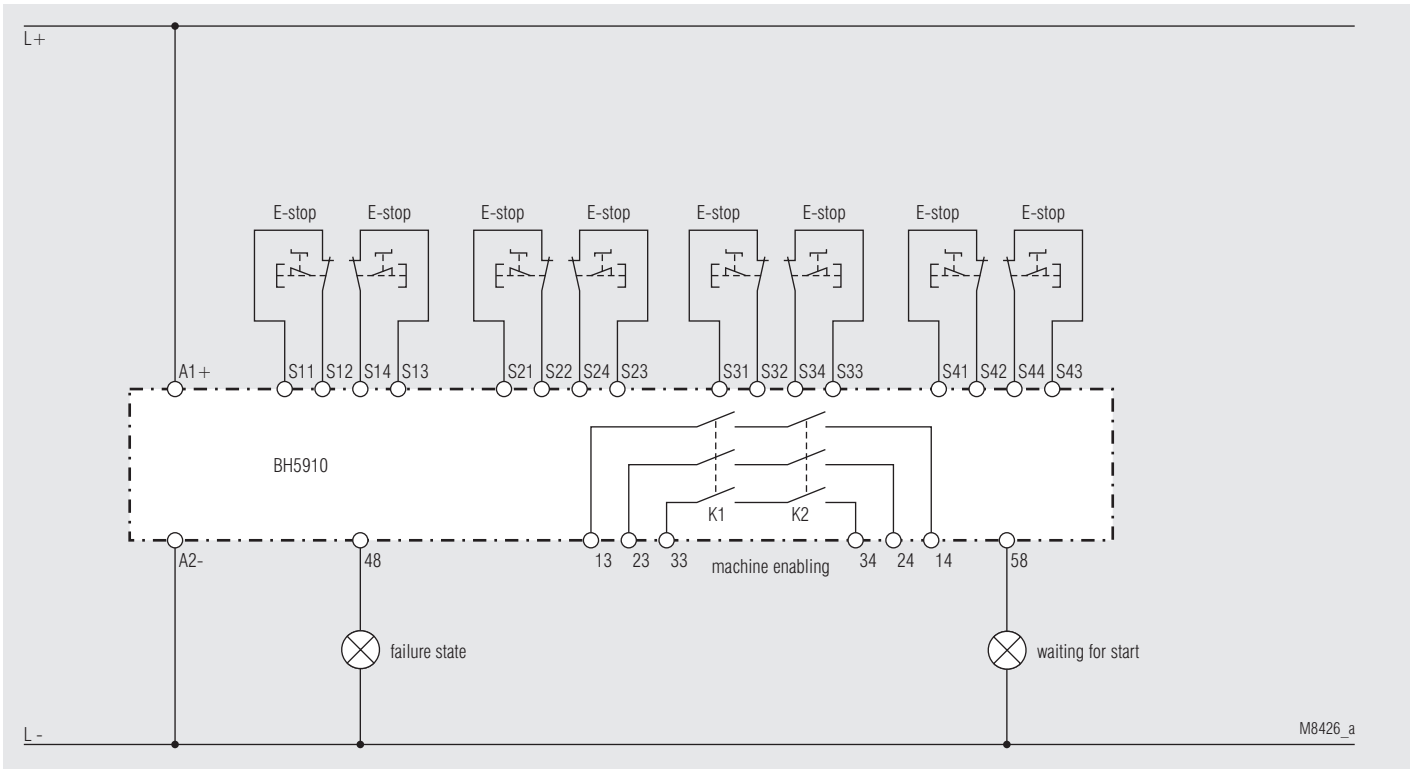 L+
E-stop E-stop E-stop E-stop E-stop E-stop E-stop E-stop
A1+ S11 S12 S14 S13 S21 S22 S24 S23 S31 S32 S34 S33 S41 S42 S44 S43
BH5910
K1 K2
A2- 48 13 23 33 machine enabling 34 24 14 58
failure state waiting for start
L - M8426_a